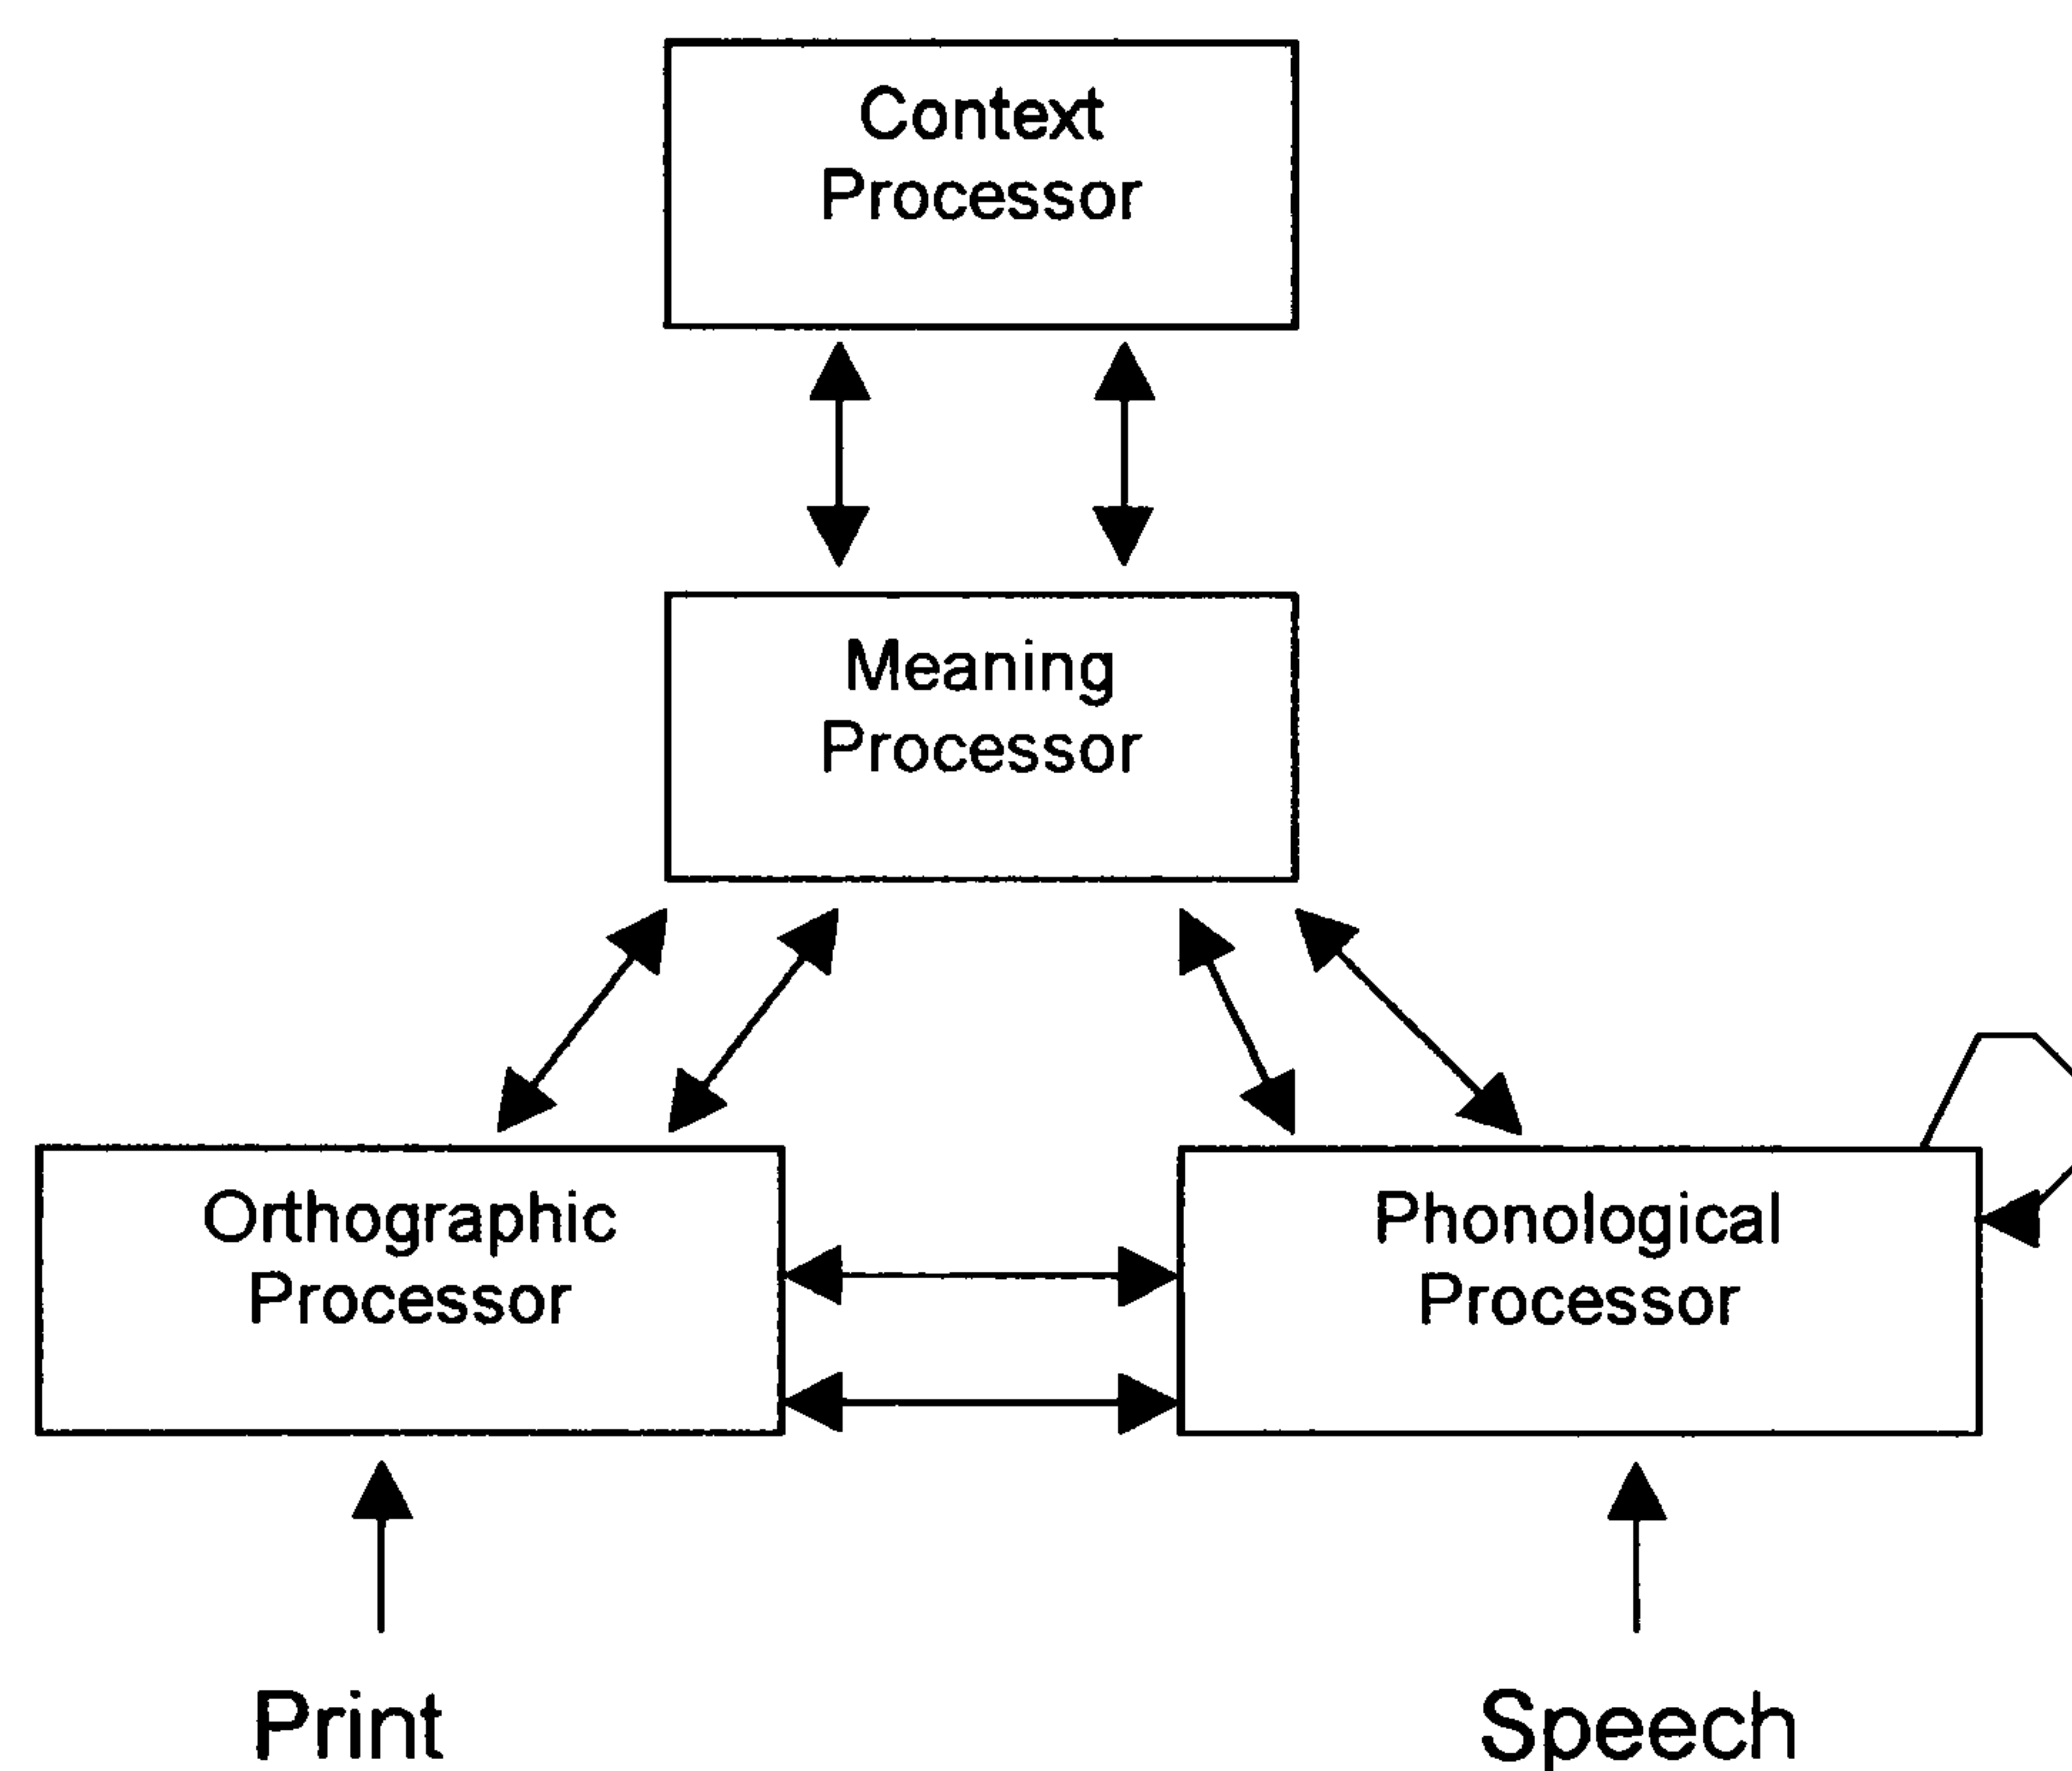 Context
Processor
Meaning
Processor
Orthographic
Processor
Phonological
Processor
Print
Speech